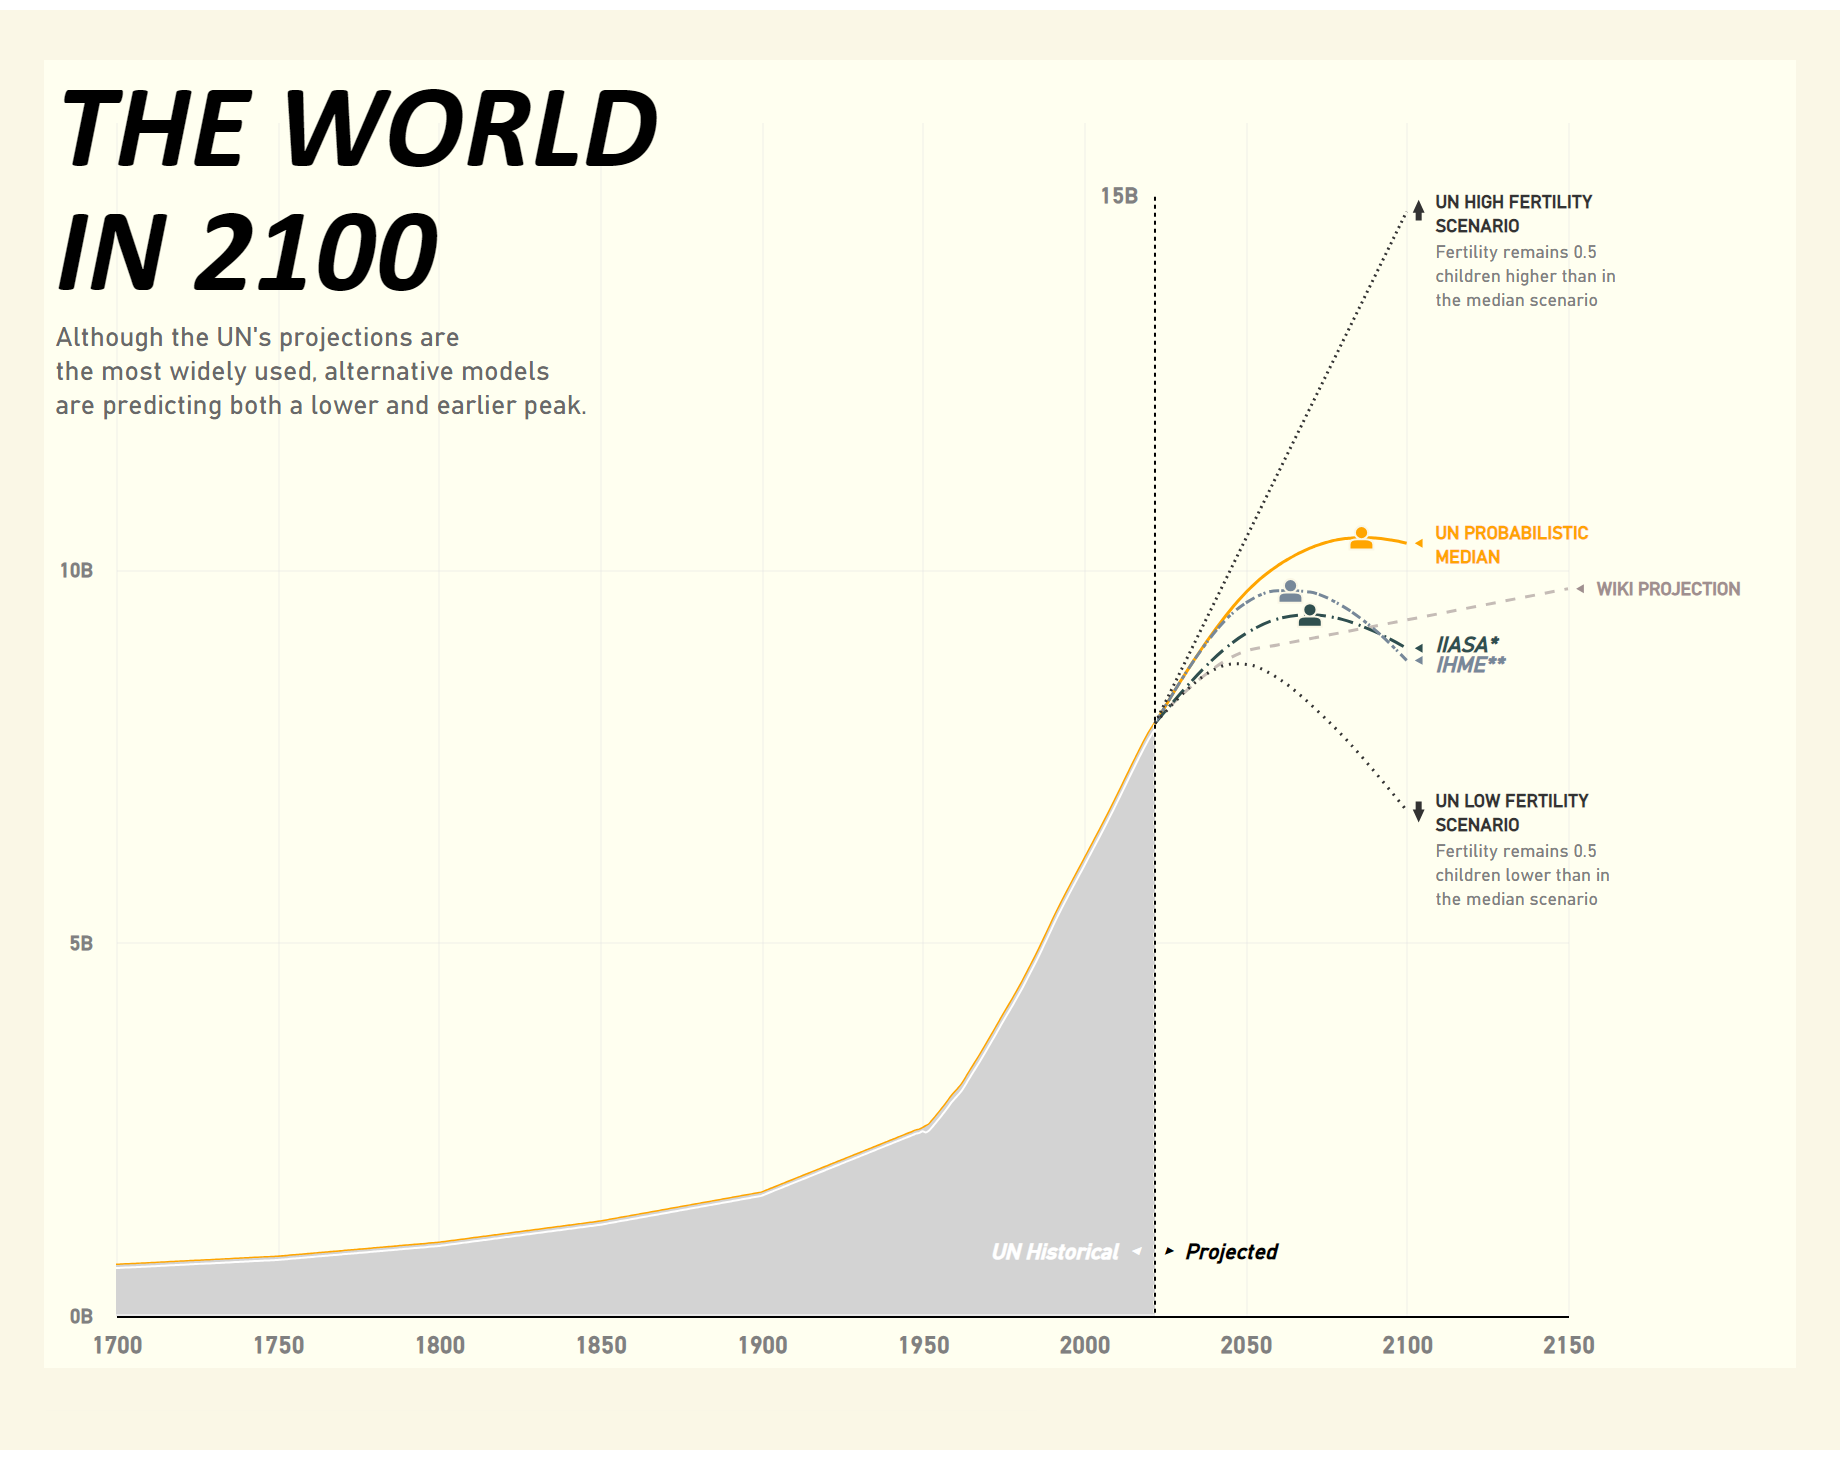 THE WORLD
IN 2100
Although the UN's projections are
the most widely used, alternative models
are predicting both a lower and earlier peak.
15B
UN HIGH FERTILITY
SCENARIO
Fertility remains 0.5
children higher than in
the median scenario
UN PROBABILISTIC
MEDIAN
10B
WIKI PROJECTION
IIASA*
IHME**
UN LOW FERTILITY
SCENARIO
Fertility remains 0.5
children lower than in
the median scenario
5B
UN Historical
Projected
0B
1700 1750 1800 1850 1900 1950 2000 2050 2100 2150